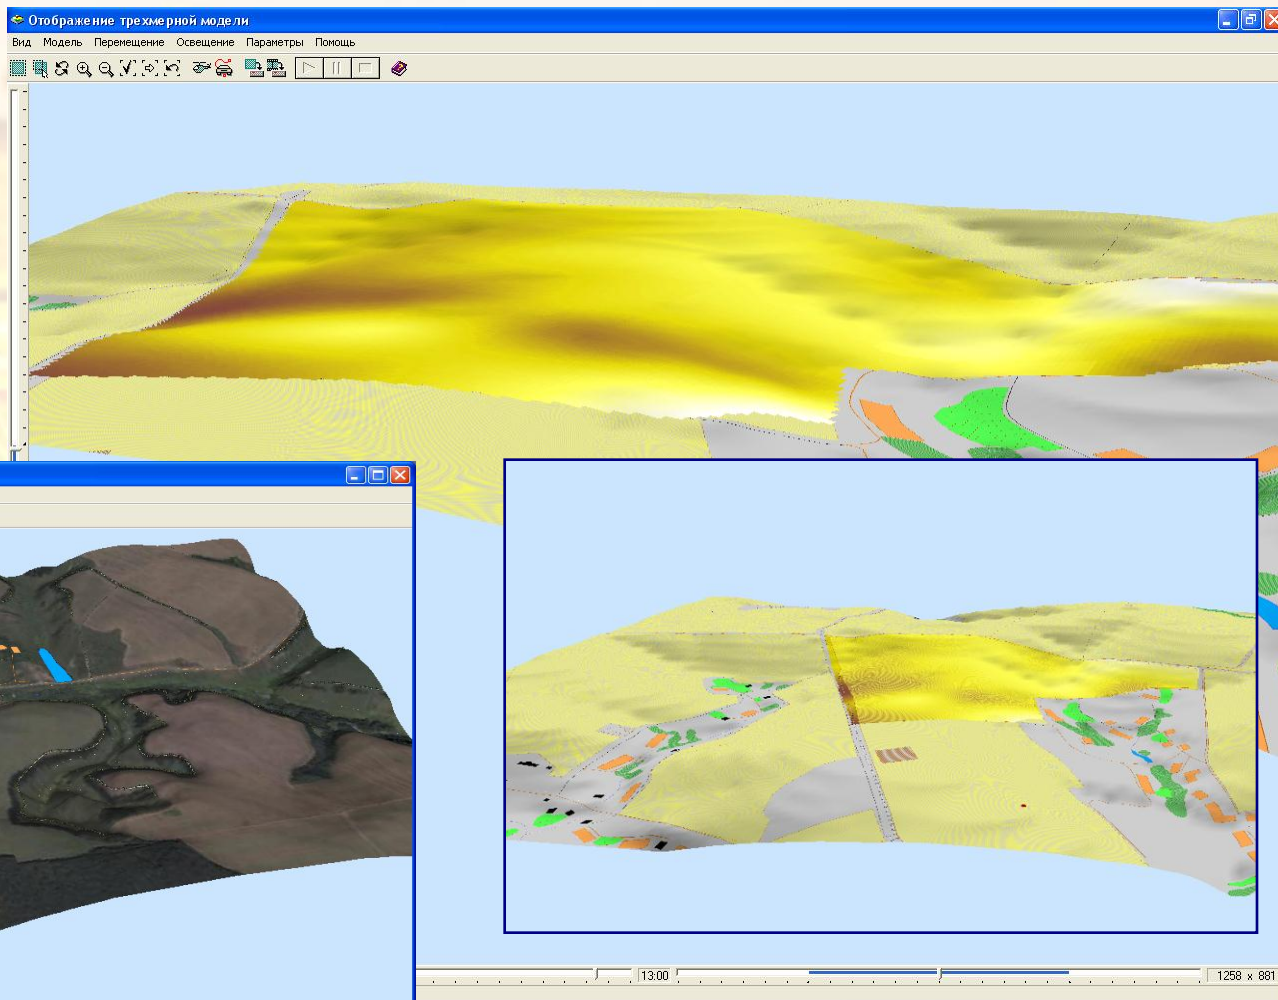 Отображение трехмерной модели
Вид Модель Перемещение Освещение Параметры Помощь
13:00
1258 x 881